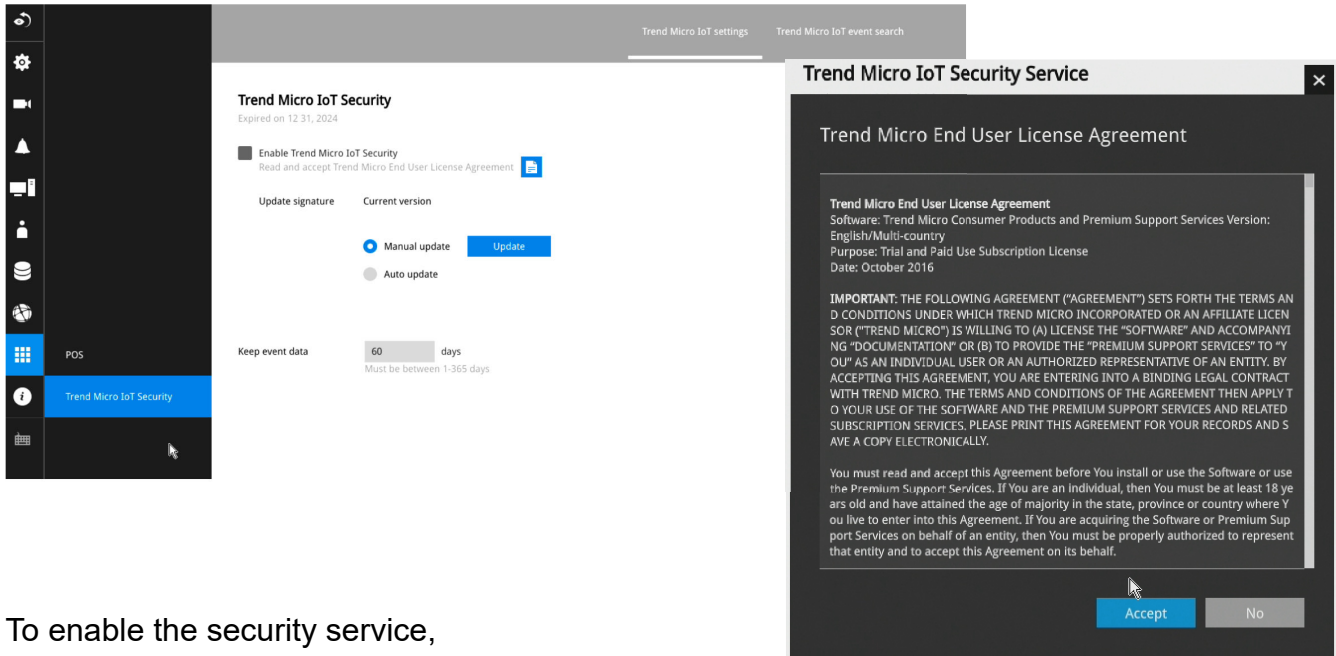 Trend Micro IoT settings
Trend Micro IoT event search
Trend Micro IoT Security
Expired on 12 31, 2024
Enable Trend Micro IoT Security
Read and accept Trend Micro End User License Agreement
Update signature
Current version
Manual update
Update
Auto update
Keep event data
60
days
Must be between 1-365 days
POS
Trend Micro IoT Security
Trend Micro IoT Security Service
Trend Micro End User License Agreement
Trend Micro End User License Agreement
Software: Trend Micro Consumer Products and Premium Support Services Version:
English/Multi-country
Purpose: Trial and Paid Use Subscription License
Date: October 2016
IMPORTANT: THE FOLLOWING AGREEMENT ("AGREEMENT") SETS FORTH THE TERMS AN
D CONDITIONS UNDER WHICH TREND MICRO INCORPORATED OR AN AFFILIATE LICEN
SOR ("TREND MICRO") IS WILLING TO (A) LICENSE THE "SOFTWARE" AND ACCOMPANYI
NG "DOCUMENTATION" OR (B) TO PROVIDE THE "PREMIUM SUPPORT SERVICES" TO "Y
OU" AS AN INDIVIDUAL USER OR AN AUTHORIZED REPRESENTATIVE OF AN ENTITY. BY
ACCEPTING THIS AGREEMENT, YOU ARE ENTERING INTO A BINDING LEGAL CONTRACT
WITH TREND MICRO. THE TERMS AND CONDITIONS OF THE AGREEMENT THEN APPLY T
O YOUR USE OF THE SOFTWARE AND THE PREMIUM SUPPORT SERVICES AND RELATED
SUBSCRIPTION SERVICES. PLEASE PRINT THIS AGREEMENT FOR YOUR RECORDS AND S
AVE A COPY ELECTRONICALLY.
You must read and accept this Agreement before You install or use the Software or use
the Premium Support Services. If You are an individual, then You must be at least 18 ye
ars old and have attained the age of majority in the state, province or country where Y
ou live to enter into this Agreement. If You are acquiring the Software or Premium Sup
port Services on behalf of an entity, then You must be properly authorized to represent
that entity and to accept this Agreement on its behalf.
Accept
No
To enable the security service,